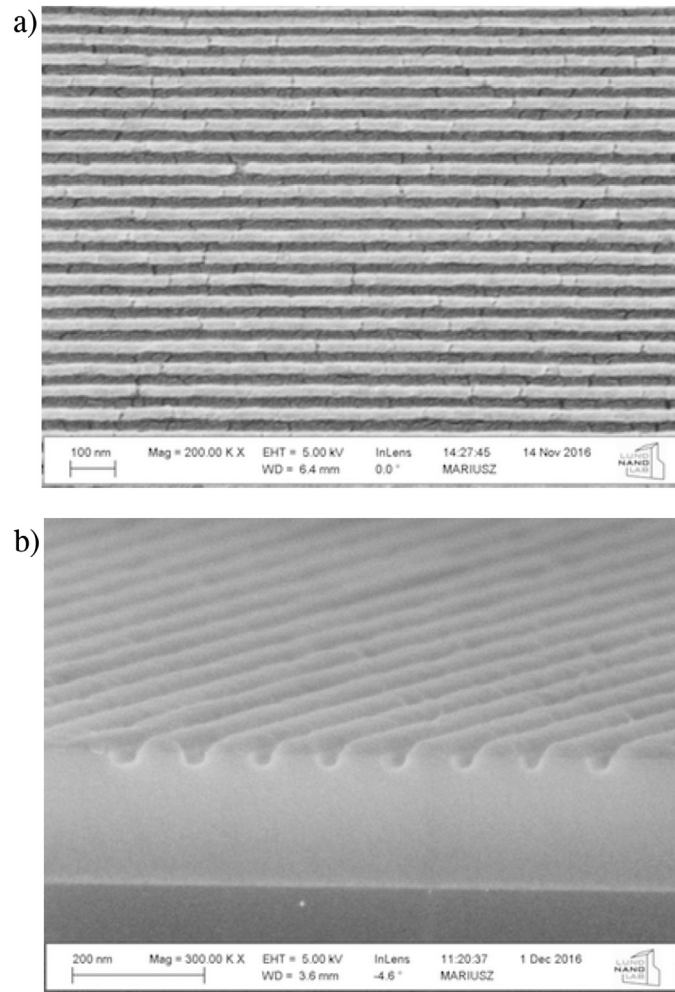 a)
100 nm Mag = 200.00 K X EHT = 5.00 kV InLens 14:27:45 14 Nov 2016
WD = 6.4 mm 0.0 ° MARIUSZ
LUND
NANO
LAB
b)
200 nm Mag = 300.00 K X EHT = 5.00 kV InLens 11:20:37 1 Dec 2016
WD = 3.6 mm -4.6 ° MARIUSZ
LUND
NANO
LAB